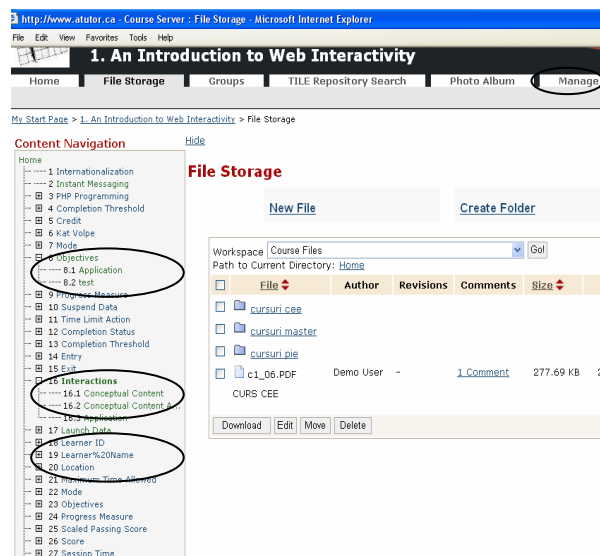 http://www.atutor.ca - Course Server : File Storage - Microsoft Internet Explorer
File Edit View Favorites Tools Help
1. An Introduction to Web Interactivity
Home File Storage Groups TILE Repository Search Photo Album Manage
My Start Page > 1. An Introduction to Web Interactivity > File Storage
Content Navigation
Home
1 Internationalization
2 Instant Messaging
3 PHP Programming
4 Completion Threshold
5 Credit
6 Kat Volpe
7 Mode
8 Objectives
8.1 Application
8.2 test
9 Progress Measure
10 Suspend Data
11 Time Limit Action
12 Completion Status
13 Completion Threshold
14 Entry
15 Exit
16 Interactions
16.1 Conceptual Content
16.2 Conceptual Content A...
16.3 Application
17 Launch Data
18 Learner ID
19 Learner%20Name
20 Location
21 Maximum Time Allowed
22 Mode
23 Objectives
24 Progress Measure
25 Scaled Passing Score
26 Score
27 Session Time
Hide
File Storage
New File Create Folder
Workspace Course Files Go!
Path to Current Directory: Home
File Author Revisions Comments Size
cursuri cee
cursuri master
cursuri pie
c1_06.PDF Demo User - 1 Comment 277.69 KB
CURS CEE
Download Edit Move Delete